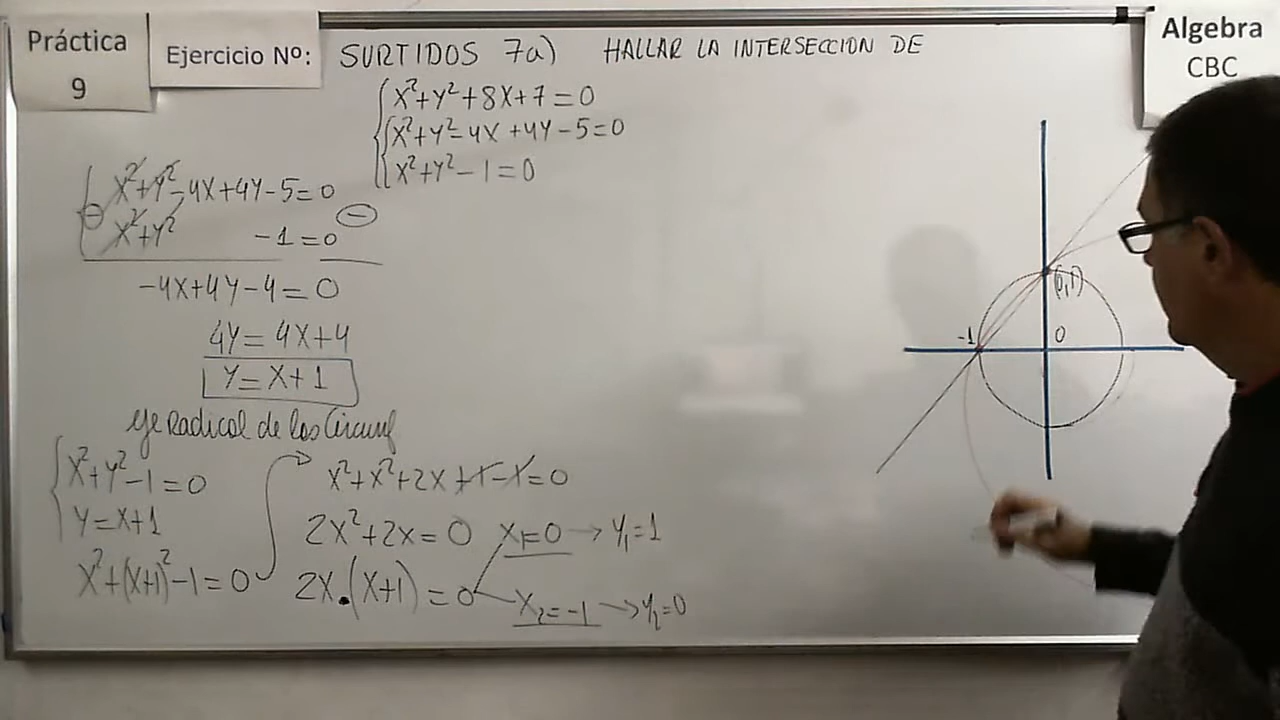 Práctica
9
Ejercicio Nº:
SURTIDOS 7a) HALLAR LA INTERSECCION DE
Algebra
CBC
X²+Y²+8X+7=0
X²+Y²-4X+4Y-5=0
X²+Y²-1=0
X²+Y²-4X+4Y-5=0
X²+Y² -1=0
-4X+4Y-4=0
4Y=4X+4
Y=X+1
eje Radical de las Circunf
X²+Y²-1=0
Y=X+1
X²+(X+1)²-1=0
X²+X²+2X+1-1=0
2X²+2X=0
2X.(X+1)=0
X₁=0 → Y₁=1
X₂=-1 → Y₂=0
(0,1)
-1
0